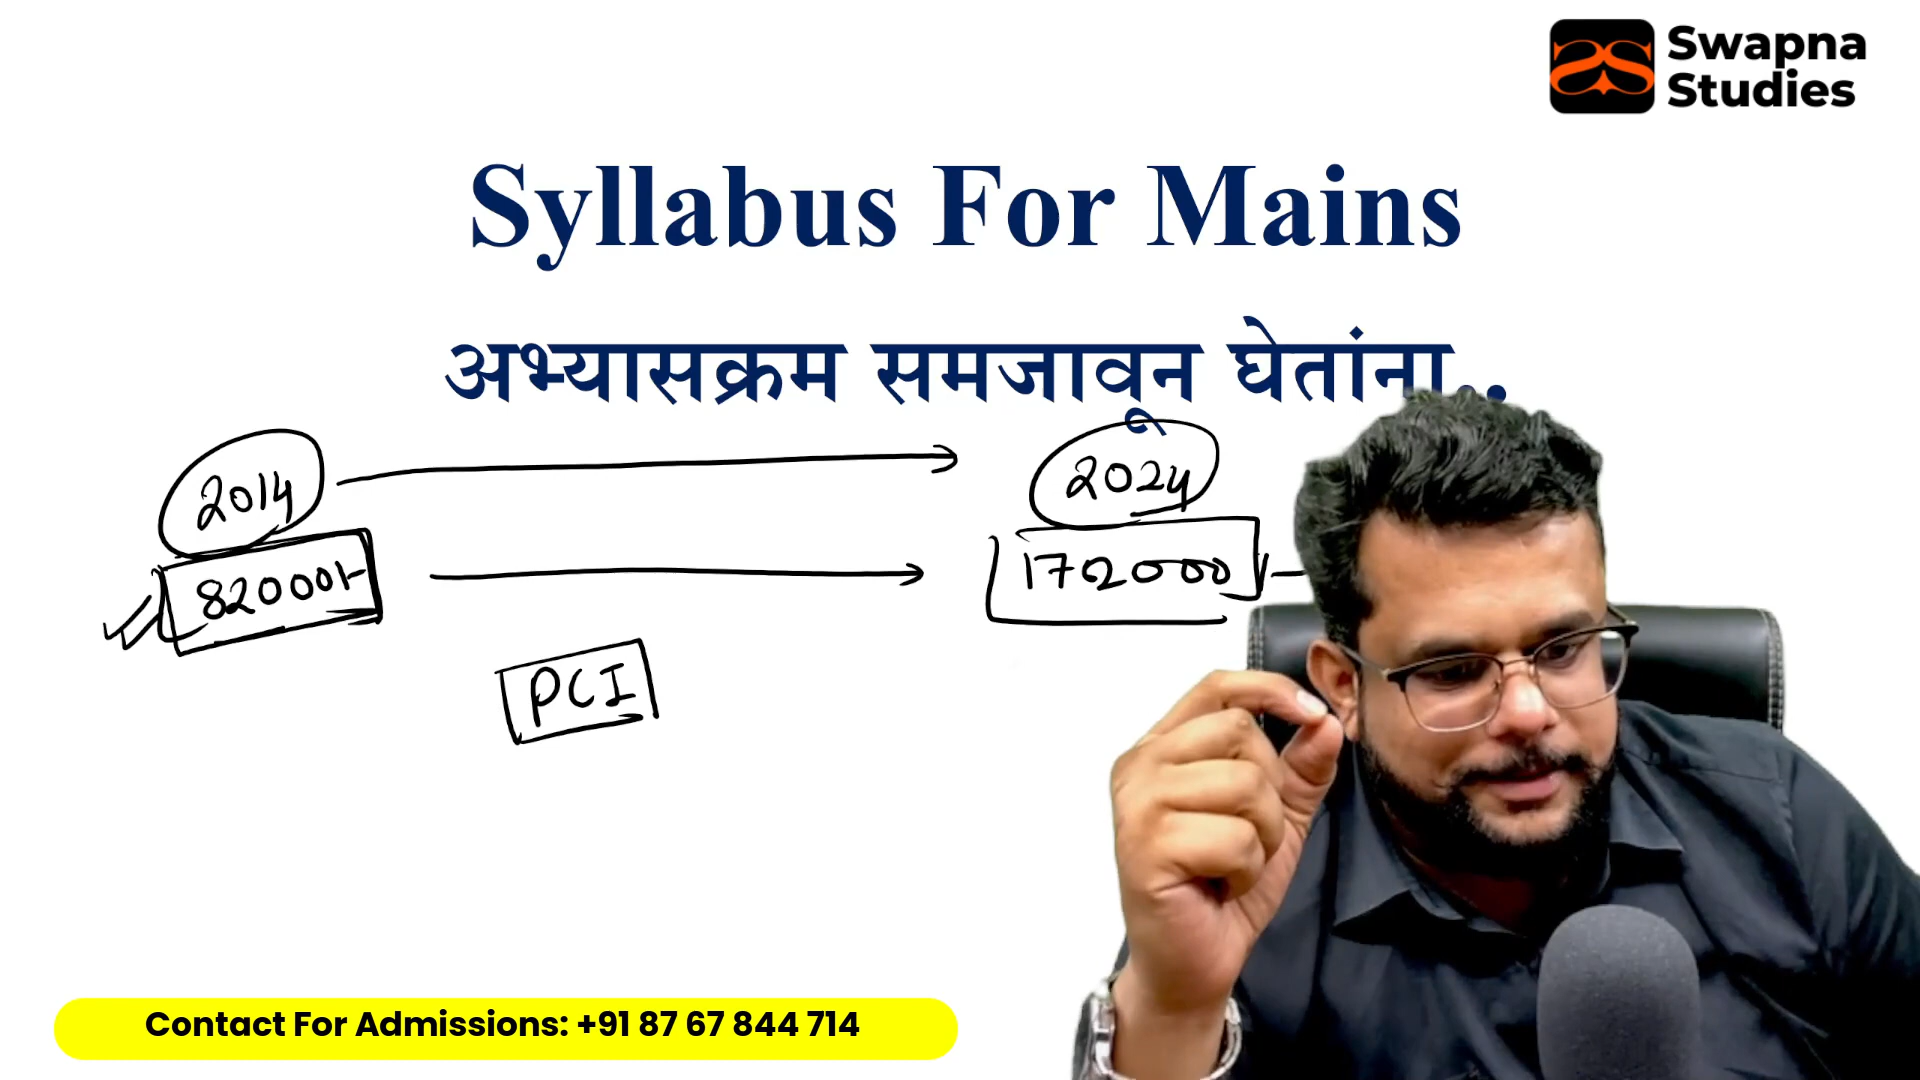 Swapna
Studies
Syllabus For Mains
अभ्यासक्रम समजावून घेतांना..
2014
2024
82000/-
172000
PCI
Contact For Admissions: +91 87 67 844 714